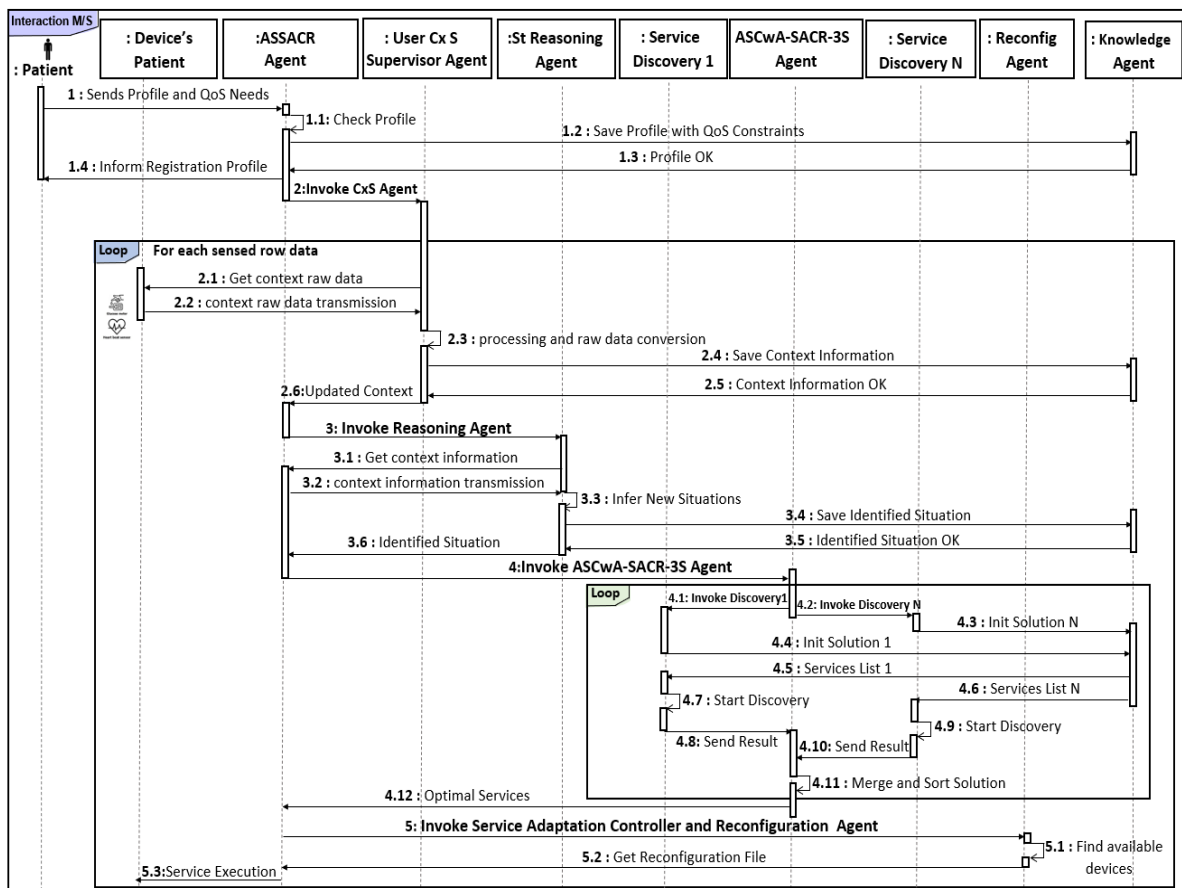 Interaction M/S
: Patient
: Device's
Patient
:ASSACR
Agent
: User Cx S
Supervisor Agent
:St Reasoning
Agent
: Service
Discovery 1
ASCwA-SACR-3S
Agent
: Service
Discovery N
: Reconfig
Agent
: Knowledge
Agent
1 : Sends Profile and QoS Needs
1.1: Check Profile
1.2 : Save Profile with QoS Constraints
1.3 : Profile OK
1.4 : Inform Registration Profile
2:Invoke CxS Agent
Loop
For each sensed row data
2.1 : Get context raw data
2.2 : context raw data transmission
2.3 : processing and raw data conversion
2.4 : Save Context Information
2.5 : Context Information OK
2.6:Updated Context
3: Invoke Reasoning Agent
3.1 : Get context information
3.2 : context information transmission
3.3 : Infer New Situations
3.4 : Save Identified Situation
3.5 : Identified Situation OK
3.6 : Identified Situation
4:Invoke ASCwA-SACR-3S Agent
Loop
4.1: Invoke Discovery1
4.2: Invoke Discovery N
4.3 : Init Solution N
4.4 : Init Solution 1
4.5 : Services List 1
4.6 : Services List N
4.7 : Start Discovery
4.9 : Start Discovery
4.8: Send Result
4.10: Send Result
4.11 : Merge and Sort Solution
4.12 : Optimal Services
5: Invoke Service Adaptation Controller and Reconfiguration Agent
5.1 : Find available
devices
5.2 : Get Reconfiguration File
5.3:Service Execution